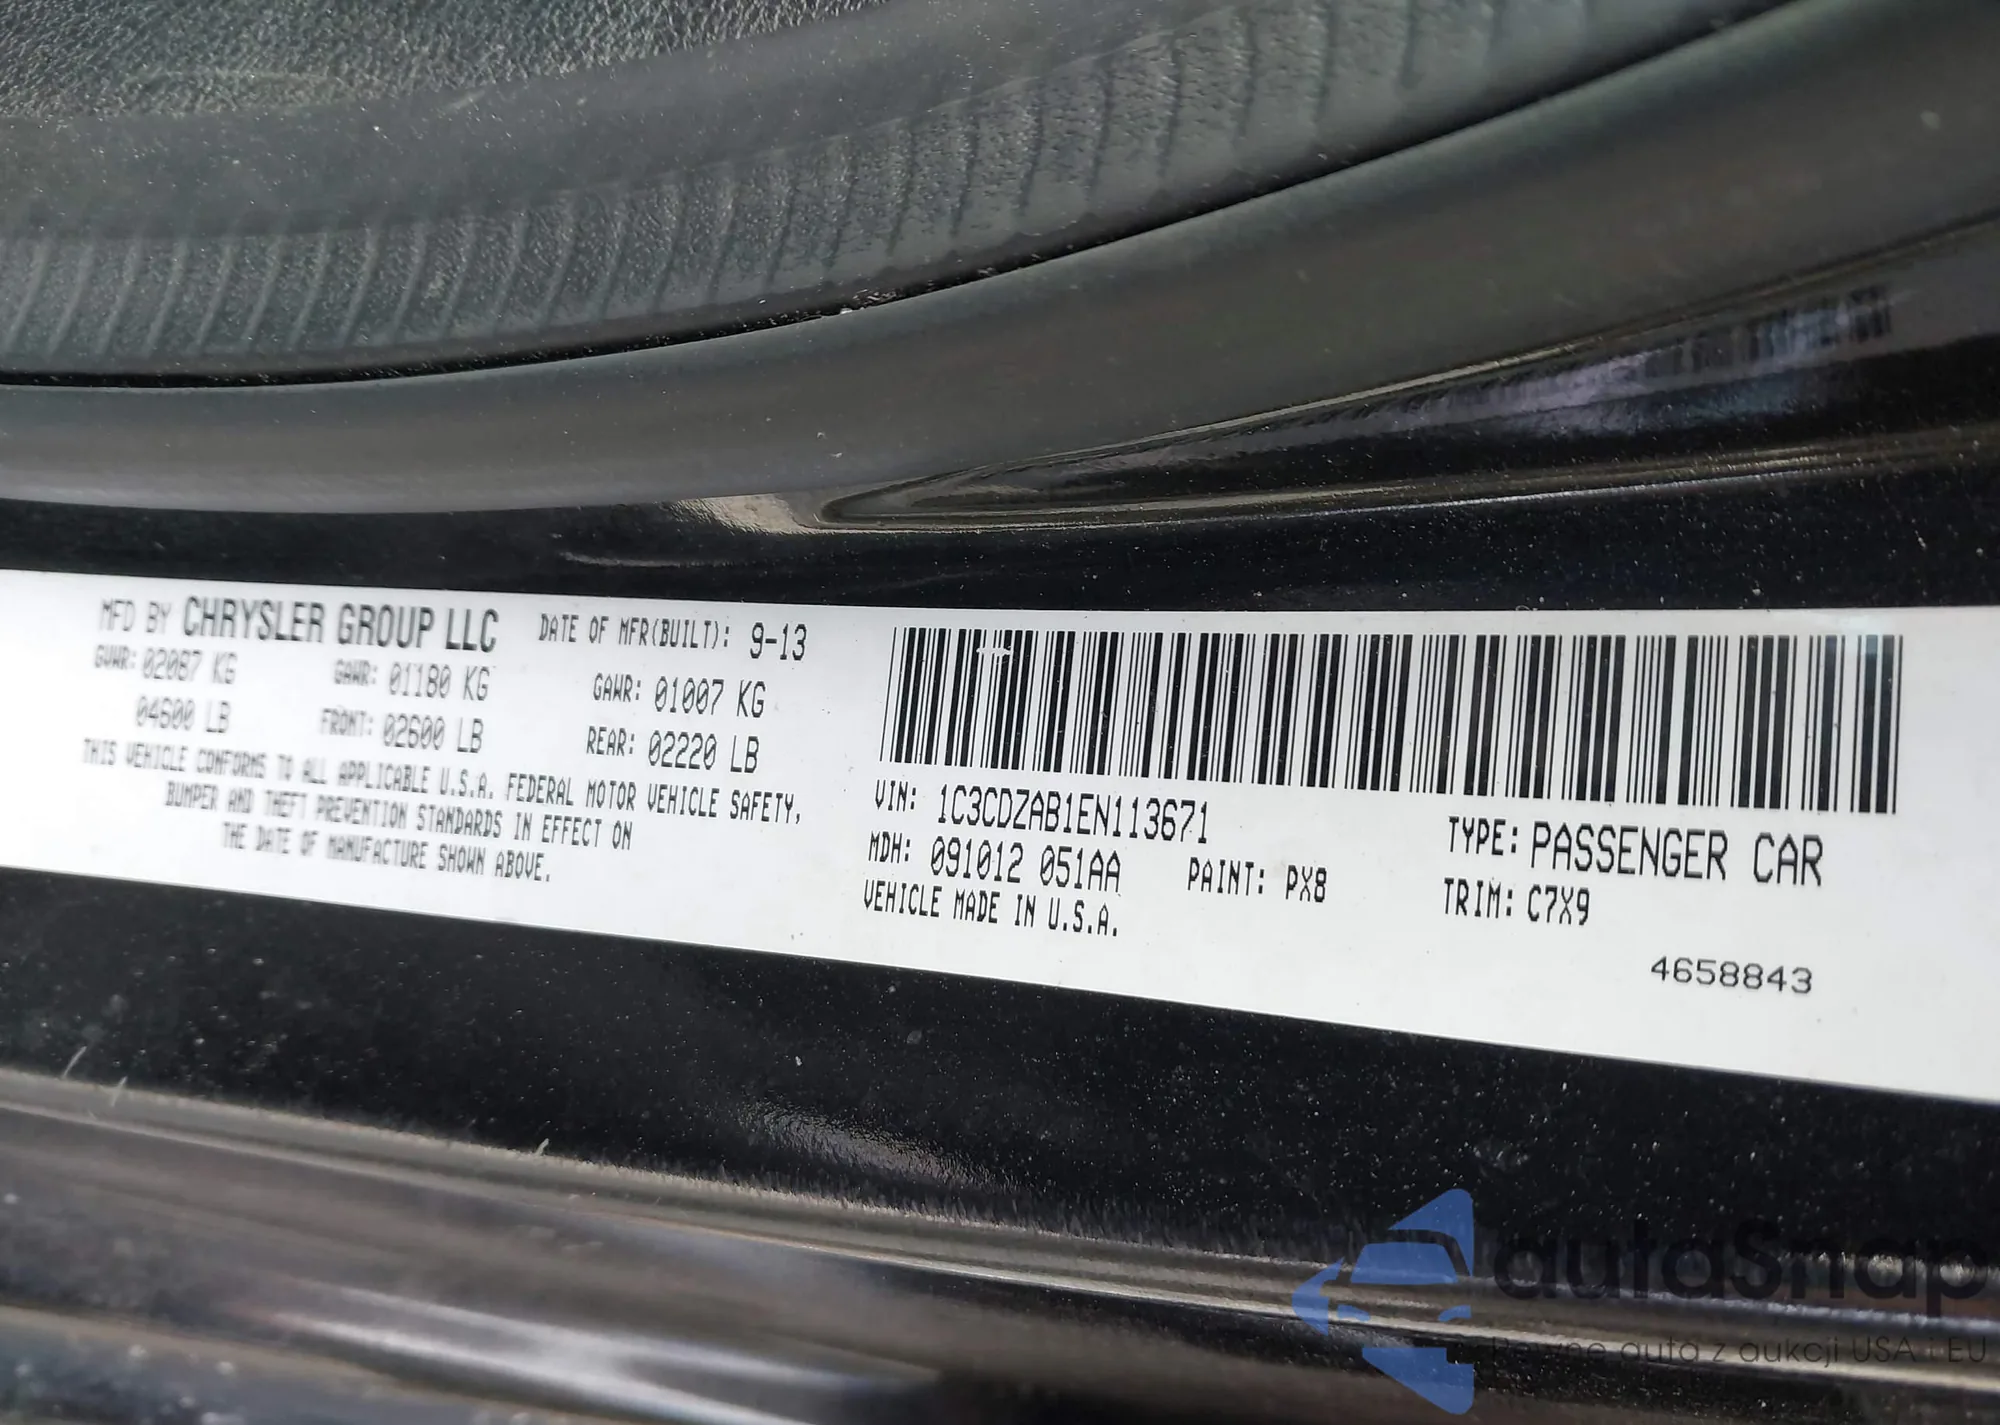 MFD BY CHRYSLER GROUP LLC DATE OF MFR(BUILT): 9-13
GVWR: 02087 KG GAWR: 01180 KG GAWR: 01007 KG
04600 LB FRONT: 02600 LB REAR: 02220 LB
THIS VEHICLE CONFORMS TO ALL APPLICABLE U.S.A. FEDERAL MOTOR VEHICLE SAFETY,
BUMPER AND THEFT PREVENTION STANDARDS IN EFFECT ON
THE DATE OF MANUFACTURE SHOWN ABOVE.
VIN: 1C3CDZAB1EN113671 TYPE: PASSENGER CAR
MDH: 091012 051AA PAINT: PX8 TRIM: C7X9
VEHICLE MADE IN U.S.A.
4658843
autaSnap
Pewne auta z aukcji USA i EU